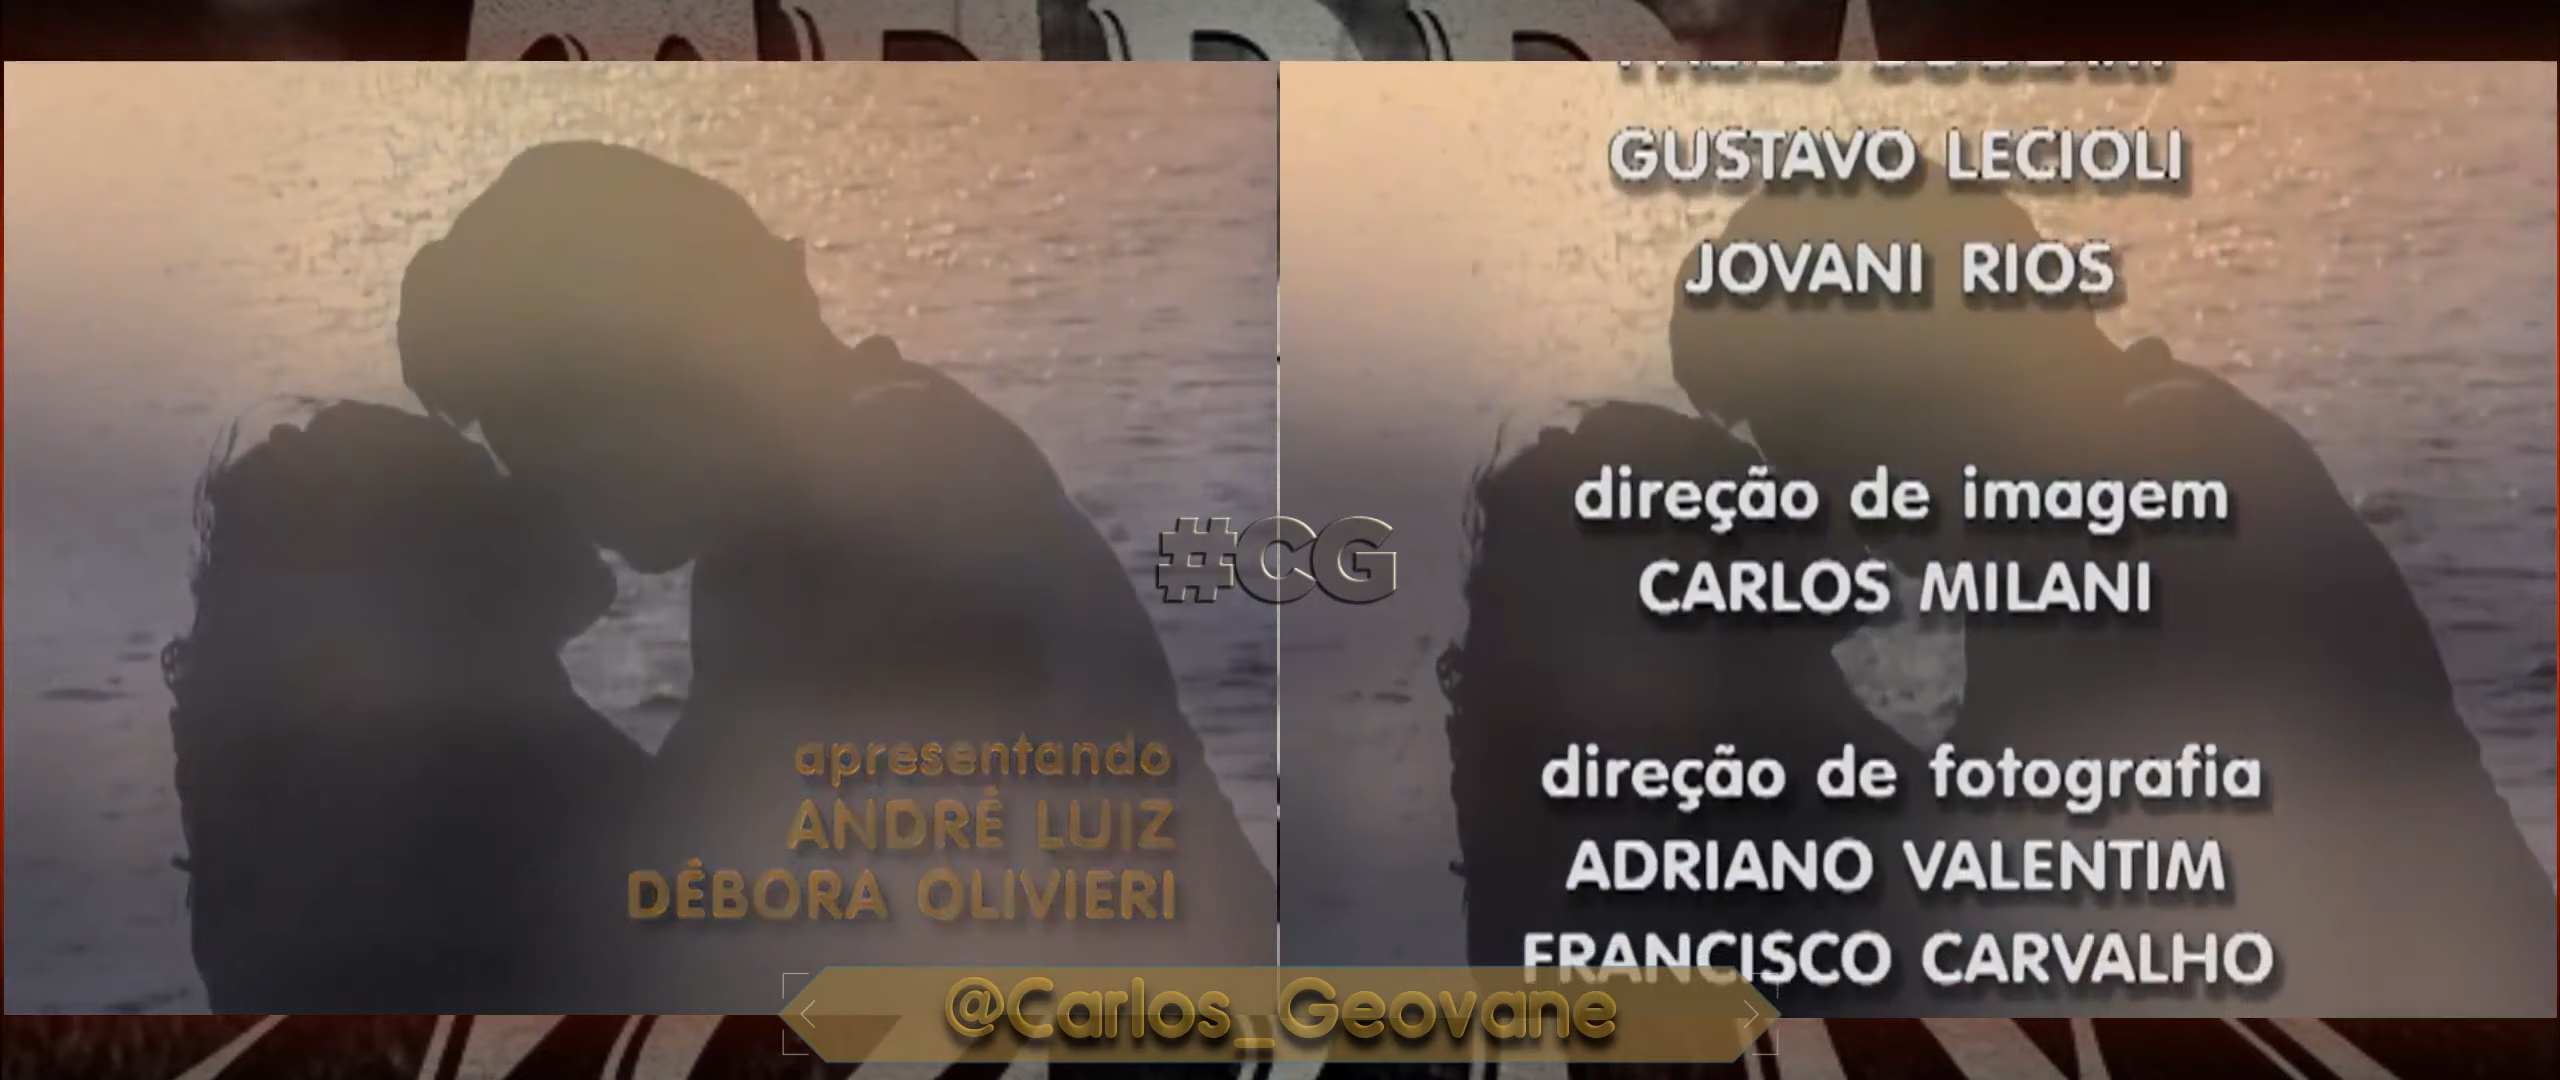 apresentando
ANDRÉ LUIZ
DÉBORA OLIVIERI
#CG
GUSTAVO LECIOLI
JOVANI RIOS
direção de imagem
CARLOS MILANI
direção de fotografia
ADRIANO VALENTIM
FRANCISCO CARVALHO
@Carlos_Geovane